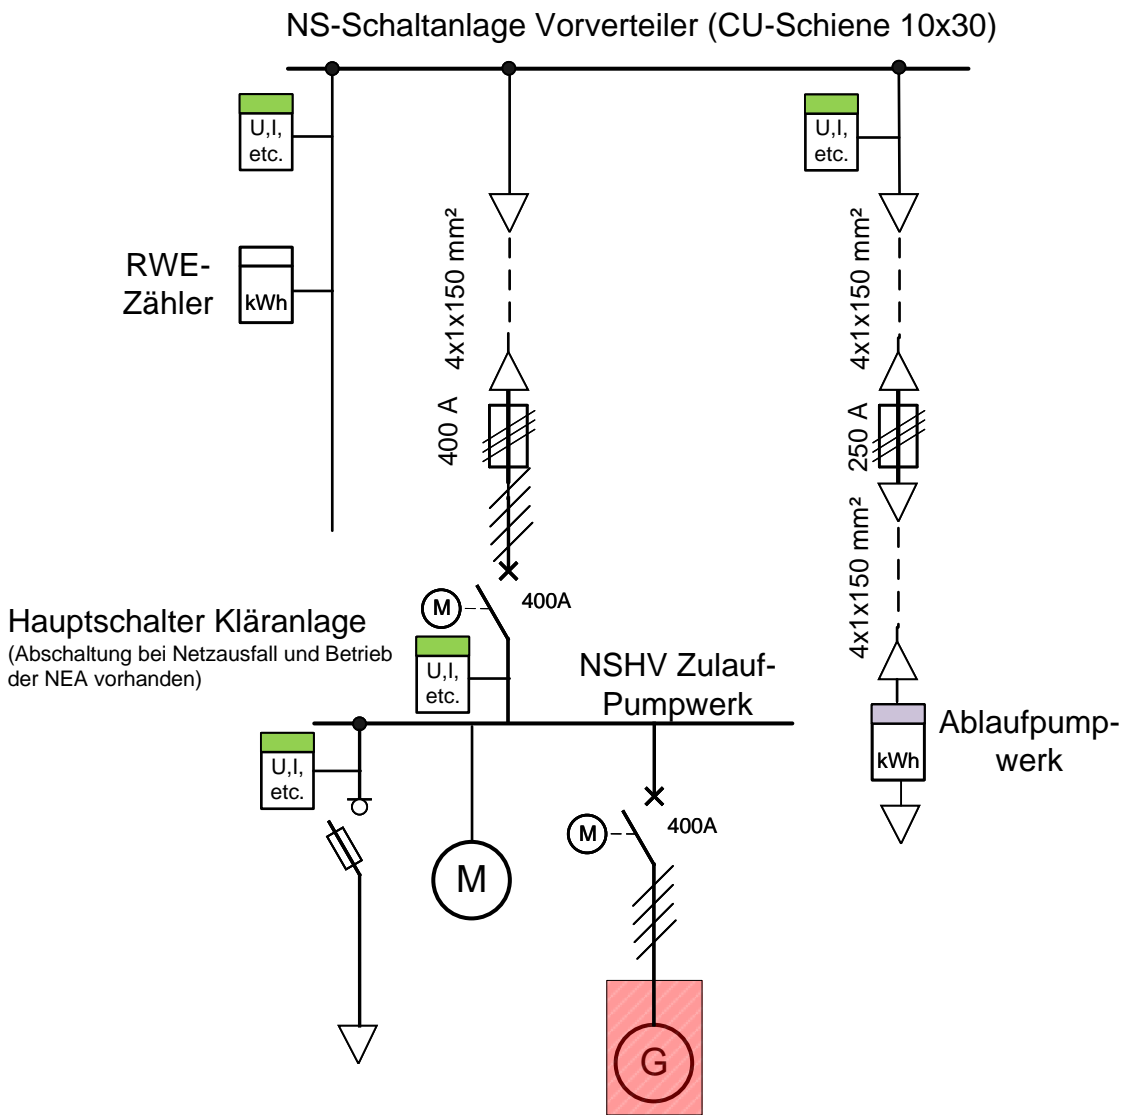 NS-Schaltanlage Vorverteiler (CU-Schiene 10x30)
U,I,
etc.
U,I,
etc.
RWE-
Zähler
kWh
4x1x150 mm²
4x1x150 mm²
400 A
250 A
4x1x150 mm²
M
400A
Hauptschalter Kläranlage
(Abschaltung bei Netzausfall und Betrieb
der NEA vorhanden)
U,I,
etc.
NSHV Zulauf-
Pumpwerk
kWh
Ablaufpump-
werk
U,I,
etc.
M
M
400A
G